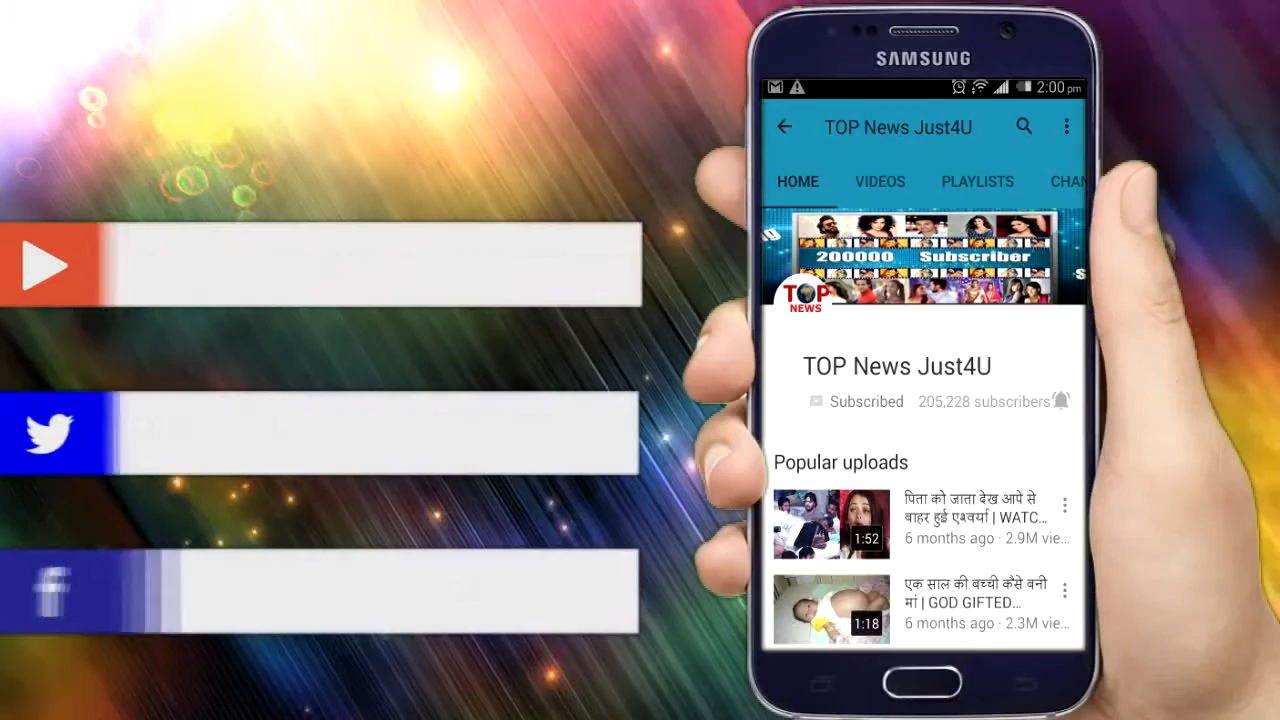 SAMSUNG
2:00 pm
TOP News Just4U
HOME VIDEOS PLAYLISTS CHAN
200000 Subscriber
TOP
NEWS
TOP News Just4U
Subscribed 205,228 subscribers
Popular uploads
पिता को जाता देख आपे से
बाहर हुई एश्वर्या | WATC...
6 months ago · 2.9M vie...
1:52
एक साल की बच्ची कैसे बनी
मां | GOD GIFTED...
6 months ago · 2.3M vie...
1:18